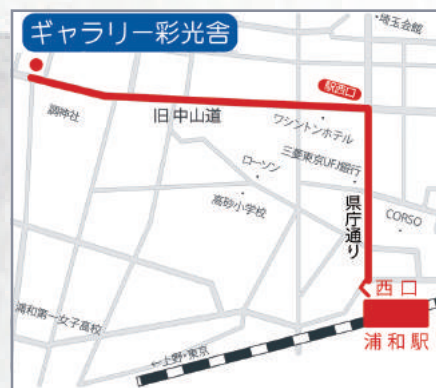 ギャラリー彩光舎
埼玉会館
駅西口
調神社
旧中山道
ワシントンホテル
三菱東京UFJ銀行
ローソン
高砂小学校
県庁通り
CORSO
西口
浦和第一女子高校
浦和駅
←上野・東京